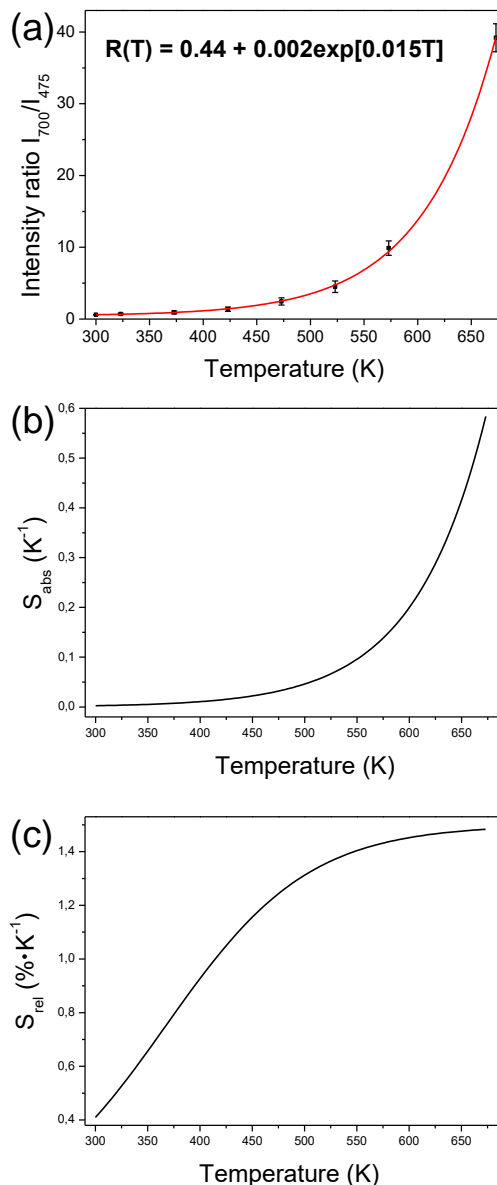 (a)
R(T) = 0.44 + 0.002exp[0.015T]
Intensity ratio I700/I475
40
30
20
10
0
300 350 400 450 500 550 600 650
Temperature (K)
(b)
Sabs (K-1)
0,6
0,5
0,4
0,3
0,2
0,1
0,0
300 350 400 450 500 550 600 650
Temperature (K)
(c)
Srel (%·K-1)
1,4
1,2
1,0
0,8
0,6
0,4
300 350 400 450 500 550 600 650
Temperature (K)